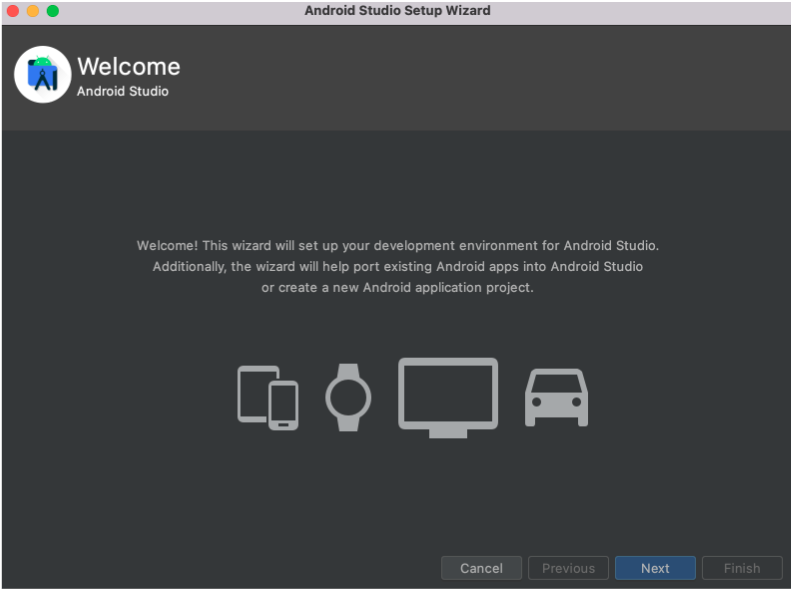 Android Studio Setup Wizard
Welcome
Android Studio
Welcome! This wizard will set up your development environment for Android Studio.
Additionally, the wizard will help port existing Android apps into Android Studio
or create a new Android application project.
Cancel Previous Next Finish